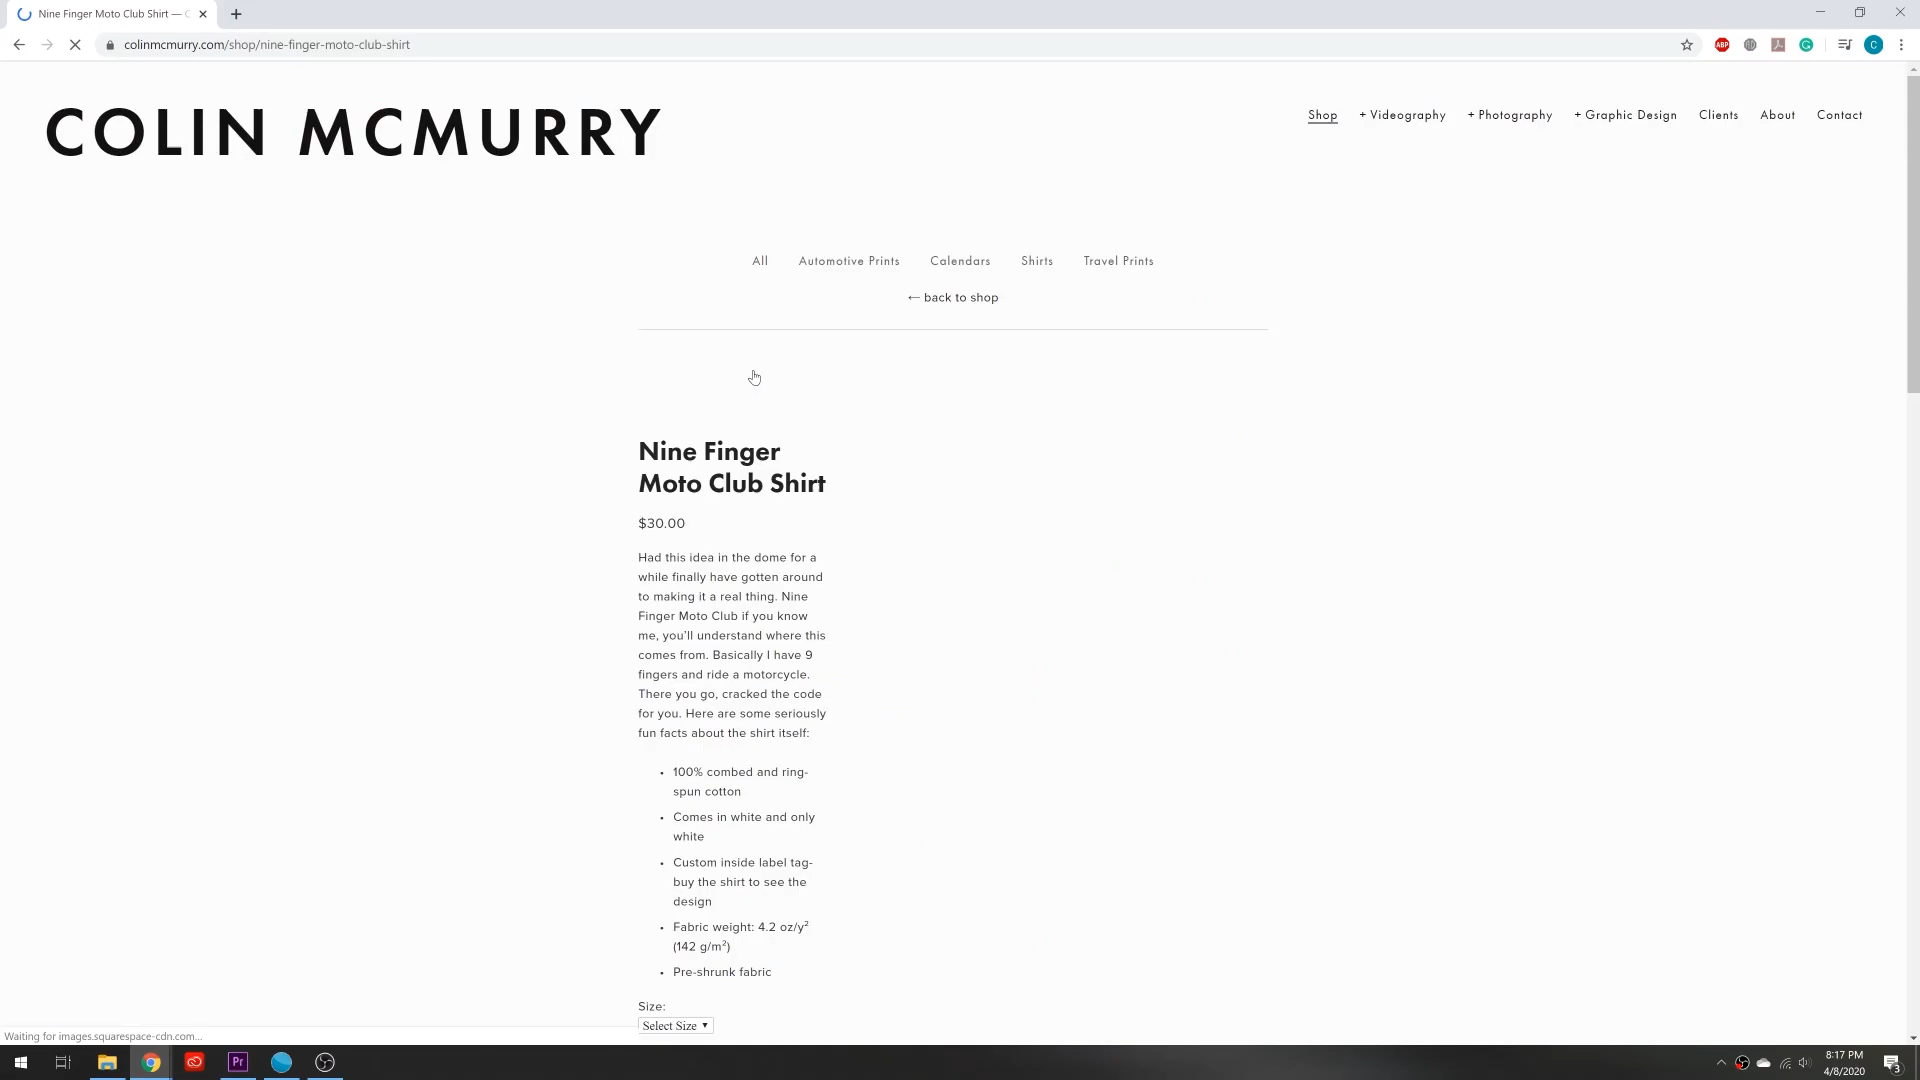 Nine Finger Moto Club Shirt — C
colinmcmurry.com/shop/nine-finger-moto-club-shirt
ABP
C
COLIN MCMURRY
Shop + Videography + Photography + Graphic Design Clients About Contact
All Automotive Prints Calendars Shirts Travel Prints
← back to shop
Nine Finger
Moto Club Shirt
$30.00
Had this idea in the dome for a
while finally have gotten around
to making it a real thing. Nine
Finger Moto Club if you know
me, you'll understand where this
comes from. Basically I have 9
fingers and ride a motorcycle.
There you go, cracked the code
for you. Here are some seriously
fun facts about the shirt itself:
• 100% combed and ring-
spun cotton
• Comes in white and only
white
• Custom inside label tag-
buy the shirt to see the
design
• Fabric weight: 4.2 oz/y²
(142 g/m²)
• Pre-shrunk fabric
Size:
Select Size
Waiting for images.squarespace-cdn.com...
Pr
8:17 PM
4/8/2020
3